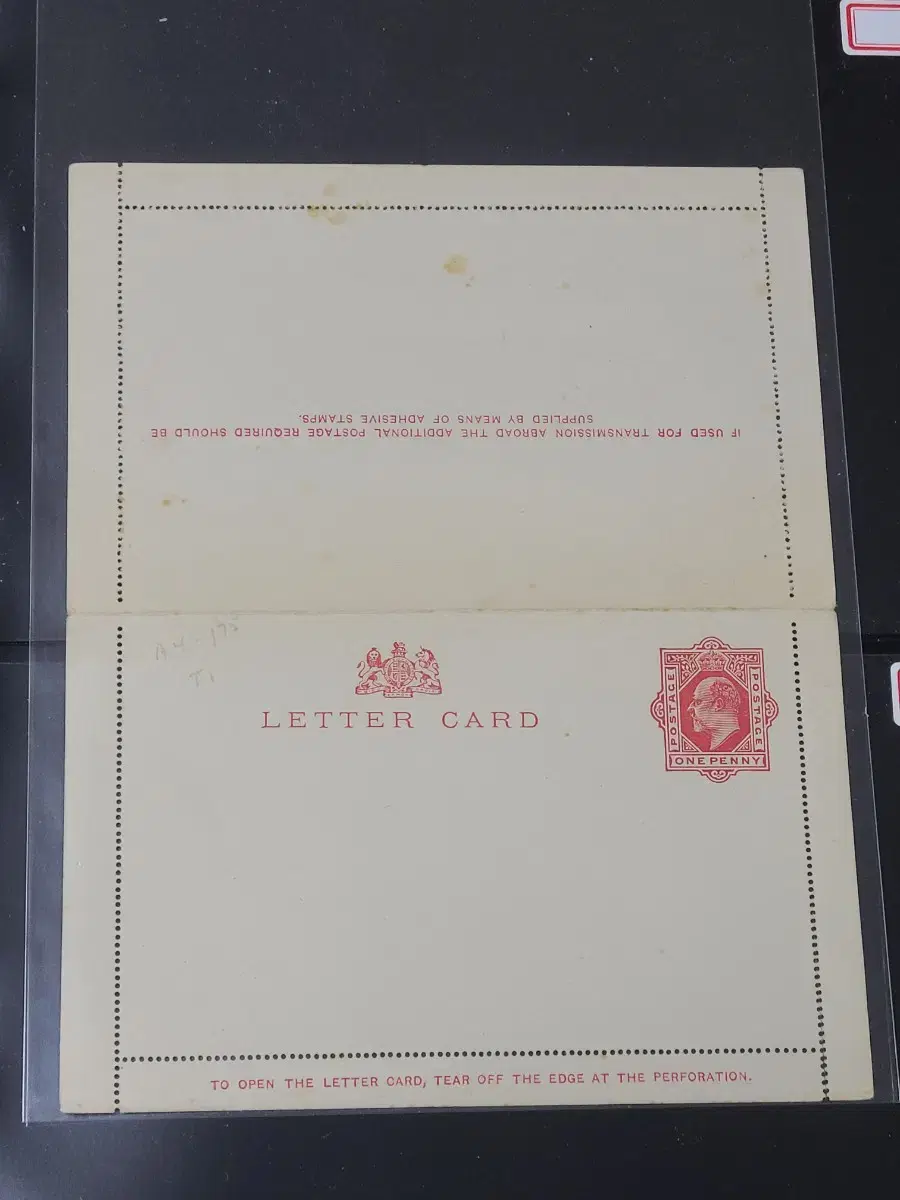 IF USED FOR TRANSMISSION ABROAD THE ADDITIONAL POSTAGE REQUIRED SHOULD BE
SUPPLIED BY MEANS OF ADHESIVE STAMPS.
LETTER CARD
POSTAGE
POSTAGE
ONE PENNY
TO OPEN THE LETTER CARD, TEAR OFF THE EDGE AT THE PERFORATION.